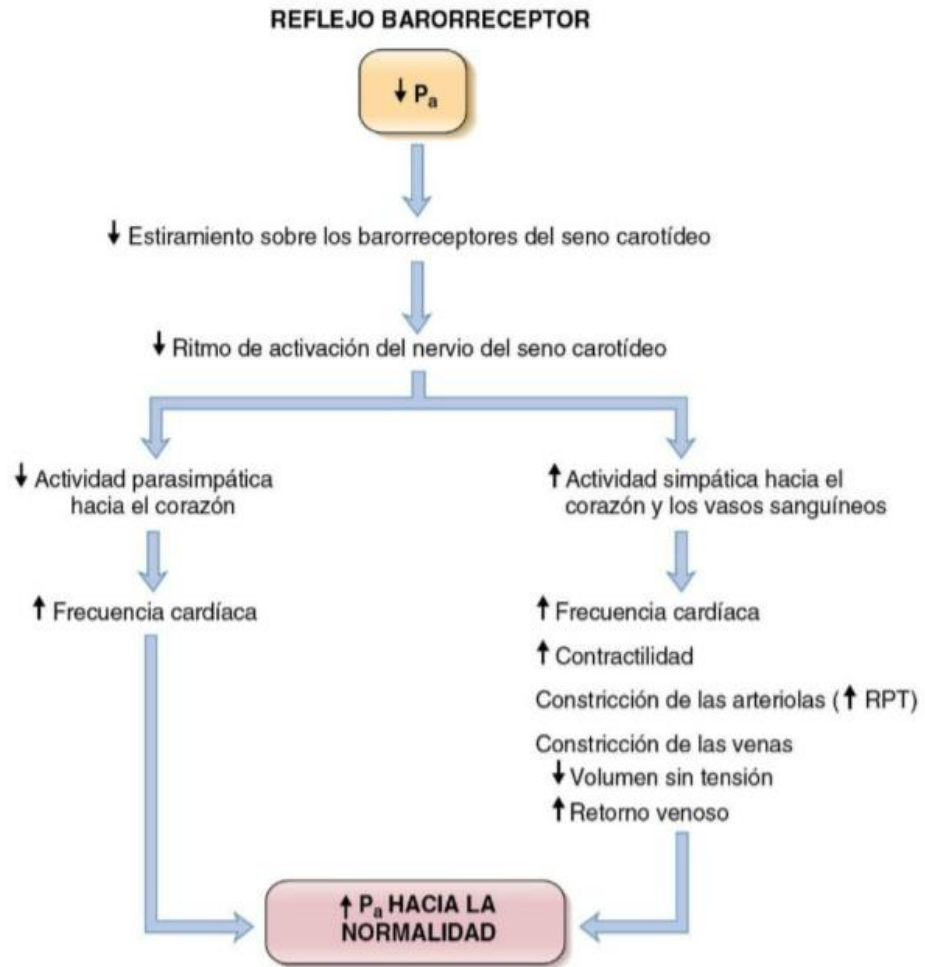 REFLEJO BARORRECEPTOR
↓ Pa
↓ Estiramiento sobre los barorreceptores del seno carotídeo
↓ Ritmo de activación del nervio del seno carotídeo
↓ Actividad parasimpática
hacia el corazón
↑ Frecuencia cardíaca
↑ Actividad simpática hacia el
corazón y los vasos sanguíneos
↑ Frecuencia cardíaca
↑ Contractilidad
Constricción de las arteriolas (↑ RPT)
Constricción de las venas
↓ Volumen sin tensión
↑ Retorno venoso
↑ Pa HACIA LA
NORMALIDAD